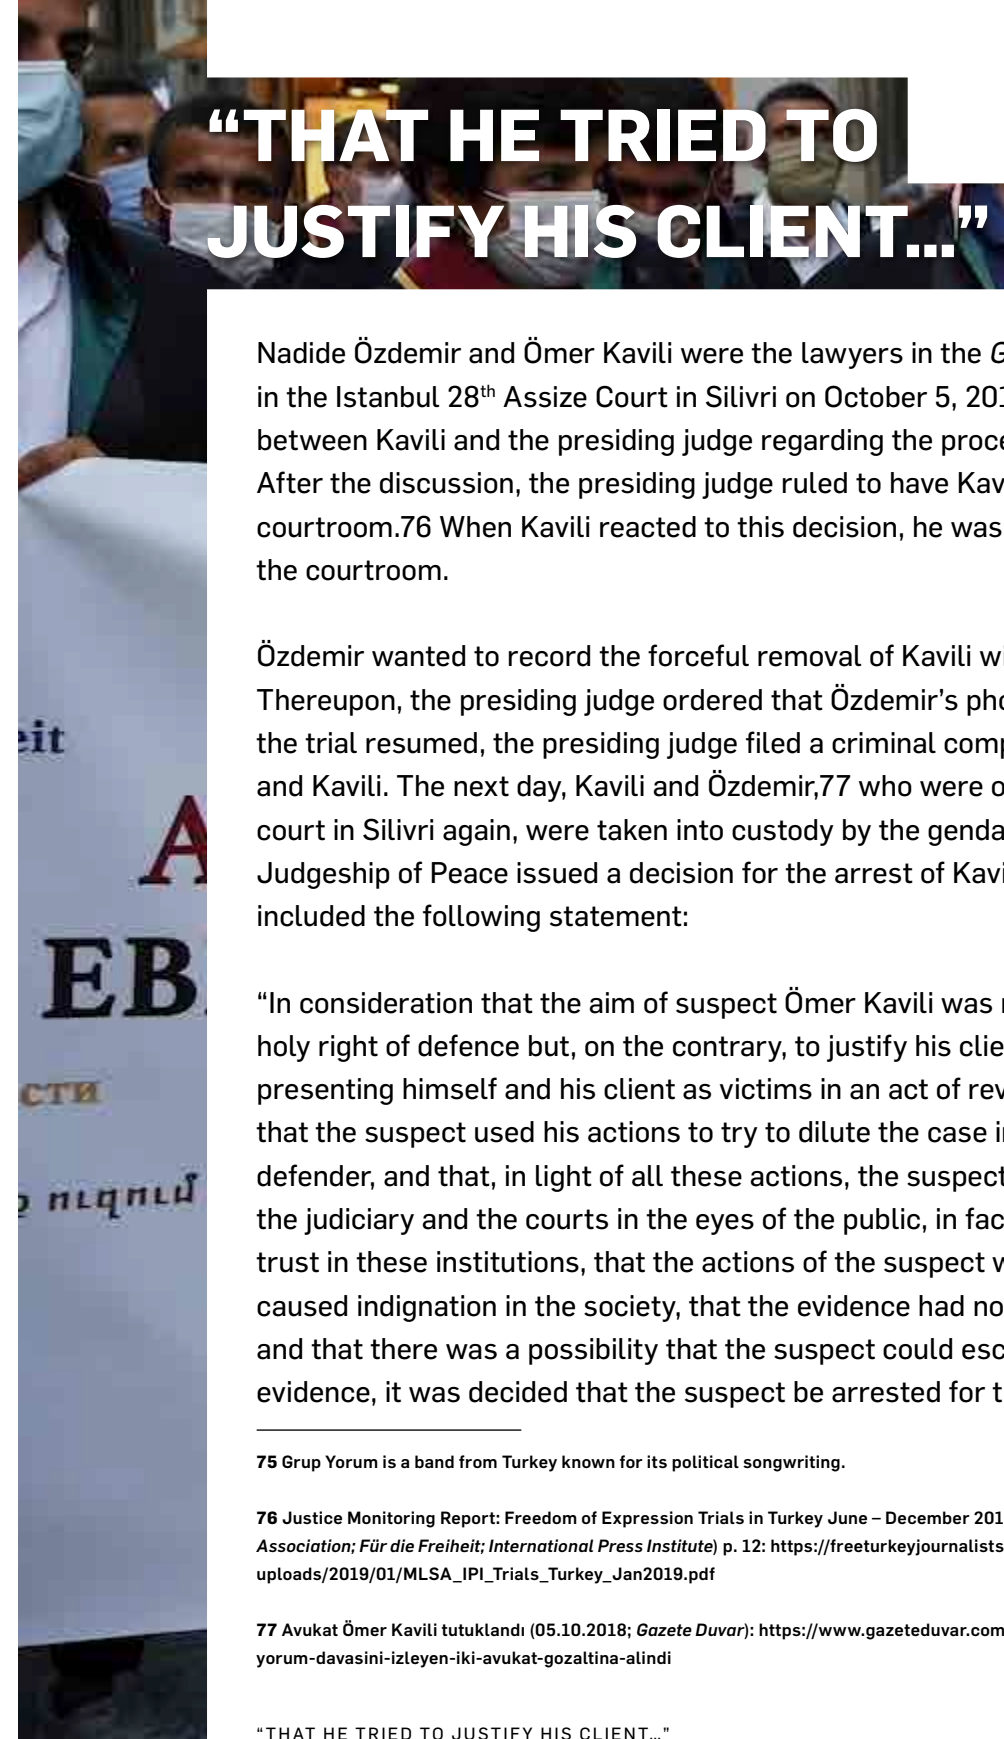 “THAT HE TRIED TO
JUSTIFY HIS CLIENT...”
Nadide Özdemir and Ömer Kavili were the lawyers in the
in the Istanbul 28th Assize Court in Silivri on October 5,
between Kavili and the presiding judge regarding the
After the discussion, the presiding judge ruled to have
courtroom.76 When Kavili reacted to this decision, he was
the courtroom.
Özdemir wanted to record the forceful removal of Kavili
Thereupon, the presiding judge ordered that Özdemir’s
the trial resumed, the presiding judge filed a criminal
and Kavili. The next day, Kavili and Özdemir,77 who were
court in Silivri again, were taken into custody by the
Judgeship of Peace issued a decision for the arrest of
included the following statement:
“In consideration that the aim of suspect Ömer Kavili was
holy right of defence but, on the contrary, to justify his
presenting himself and his client as victims in an act of
that the suspect used his actions to try to dilute the case
defender, and that, in light of all these actions, the suspect
the judiciary and the courts in the eyes of the public, in
trust in these institutions, that the actions of the suspect
caused indignation in the society, that the evidence had
and that there was a possibility that the suspect could
evidence, it was decided that the suspect be arrested for
75 Grup Yorum is a band from Turkey known for its political songwriting.
76 Justice Monitoring Report: Freedom of Expression Trials in Turkey June – December 201
Association; Für die Freiheit; International Press Institute) p. 12: https://freeturkeyjournalists
uploads/2019/01/MLSA_IPI_Trials_Turkey_Jan2019.pdf
77 Avukat Ömer Kavili tutuklandı (05.10.2018; Gazete Duvar): https://www.gazeteduvar.com
yorum-davasini-izleyen-iki-avukat-gozaltina-alindi
“THAT HE TRIED TO JUSTIFY HIS CLIENT...”
eit
A
EB
сти
ուզում